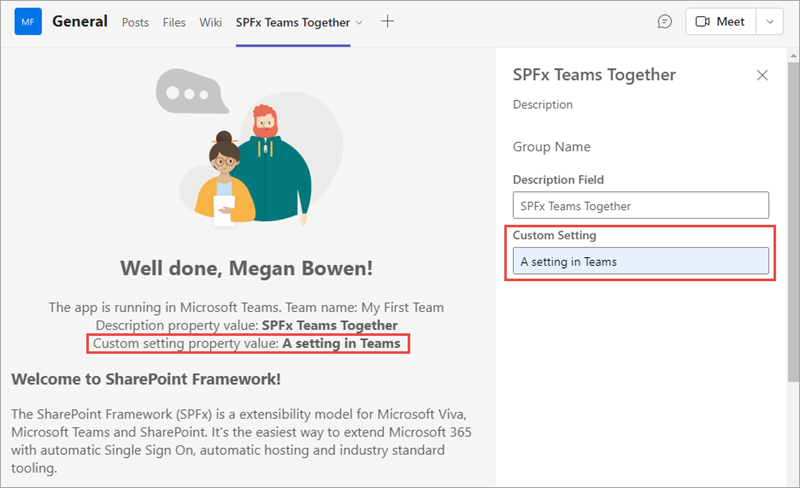 MF General Posts Files Wiki SPFx Teams Together Meet
SPFx Teams Together
Description
Group Name
Description Field
SPFx Teams Together
Custom Setting
A setting in Teams
Well done, Megan Bowen!
The app is running in Microsoft Teams. Team name: My First Team
Description property value: SPFx Teams Together
Custom setting property value: A setting in Teams
Welcome to SharePoint Framework!
The SharePoint Framework (SPFx) is a extensibility model for Microsoft Viva,
Microsoft Teams and SharePoint. It's the easiest way to extend Microsoft 365
with automatic Single Sign On, automatic hosting and industry standard
tooling.